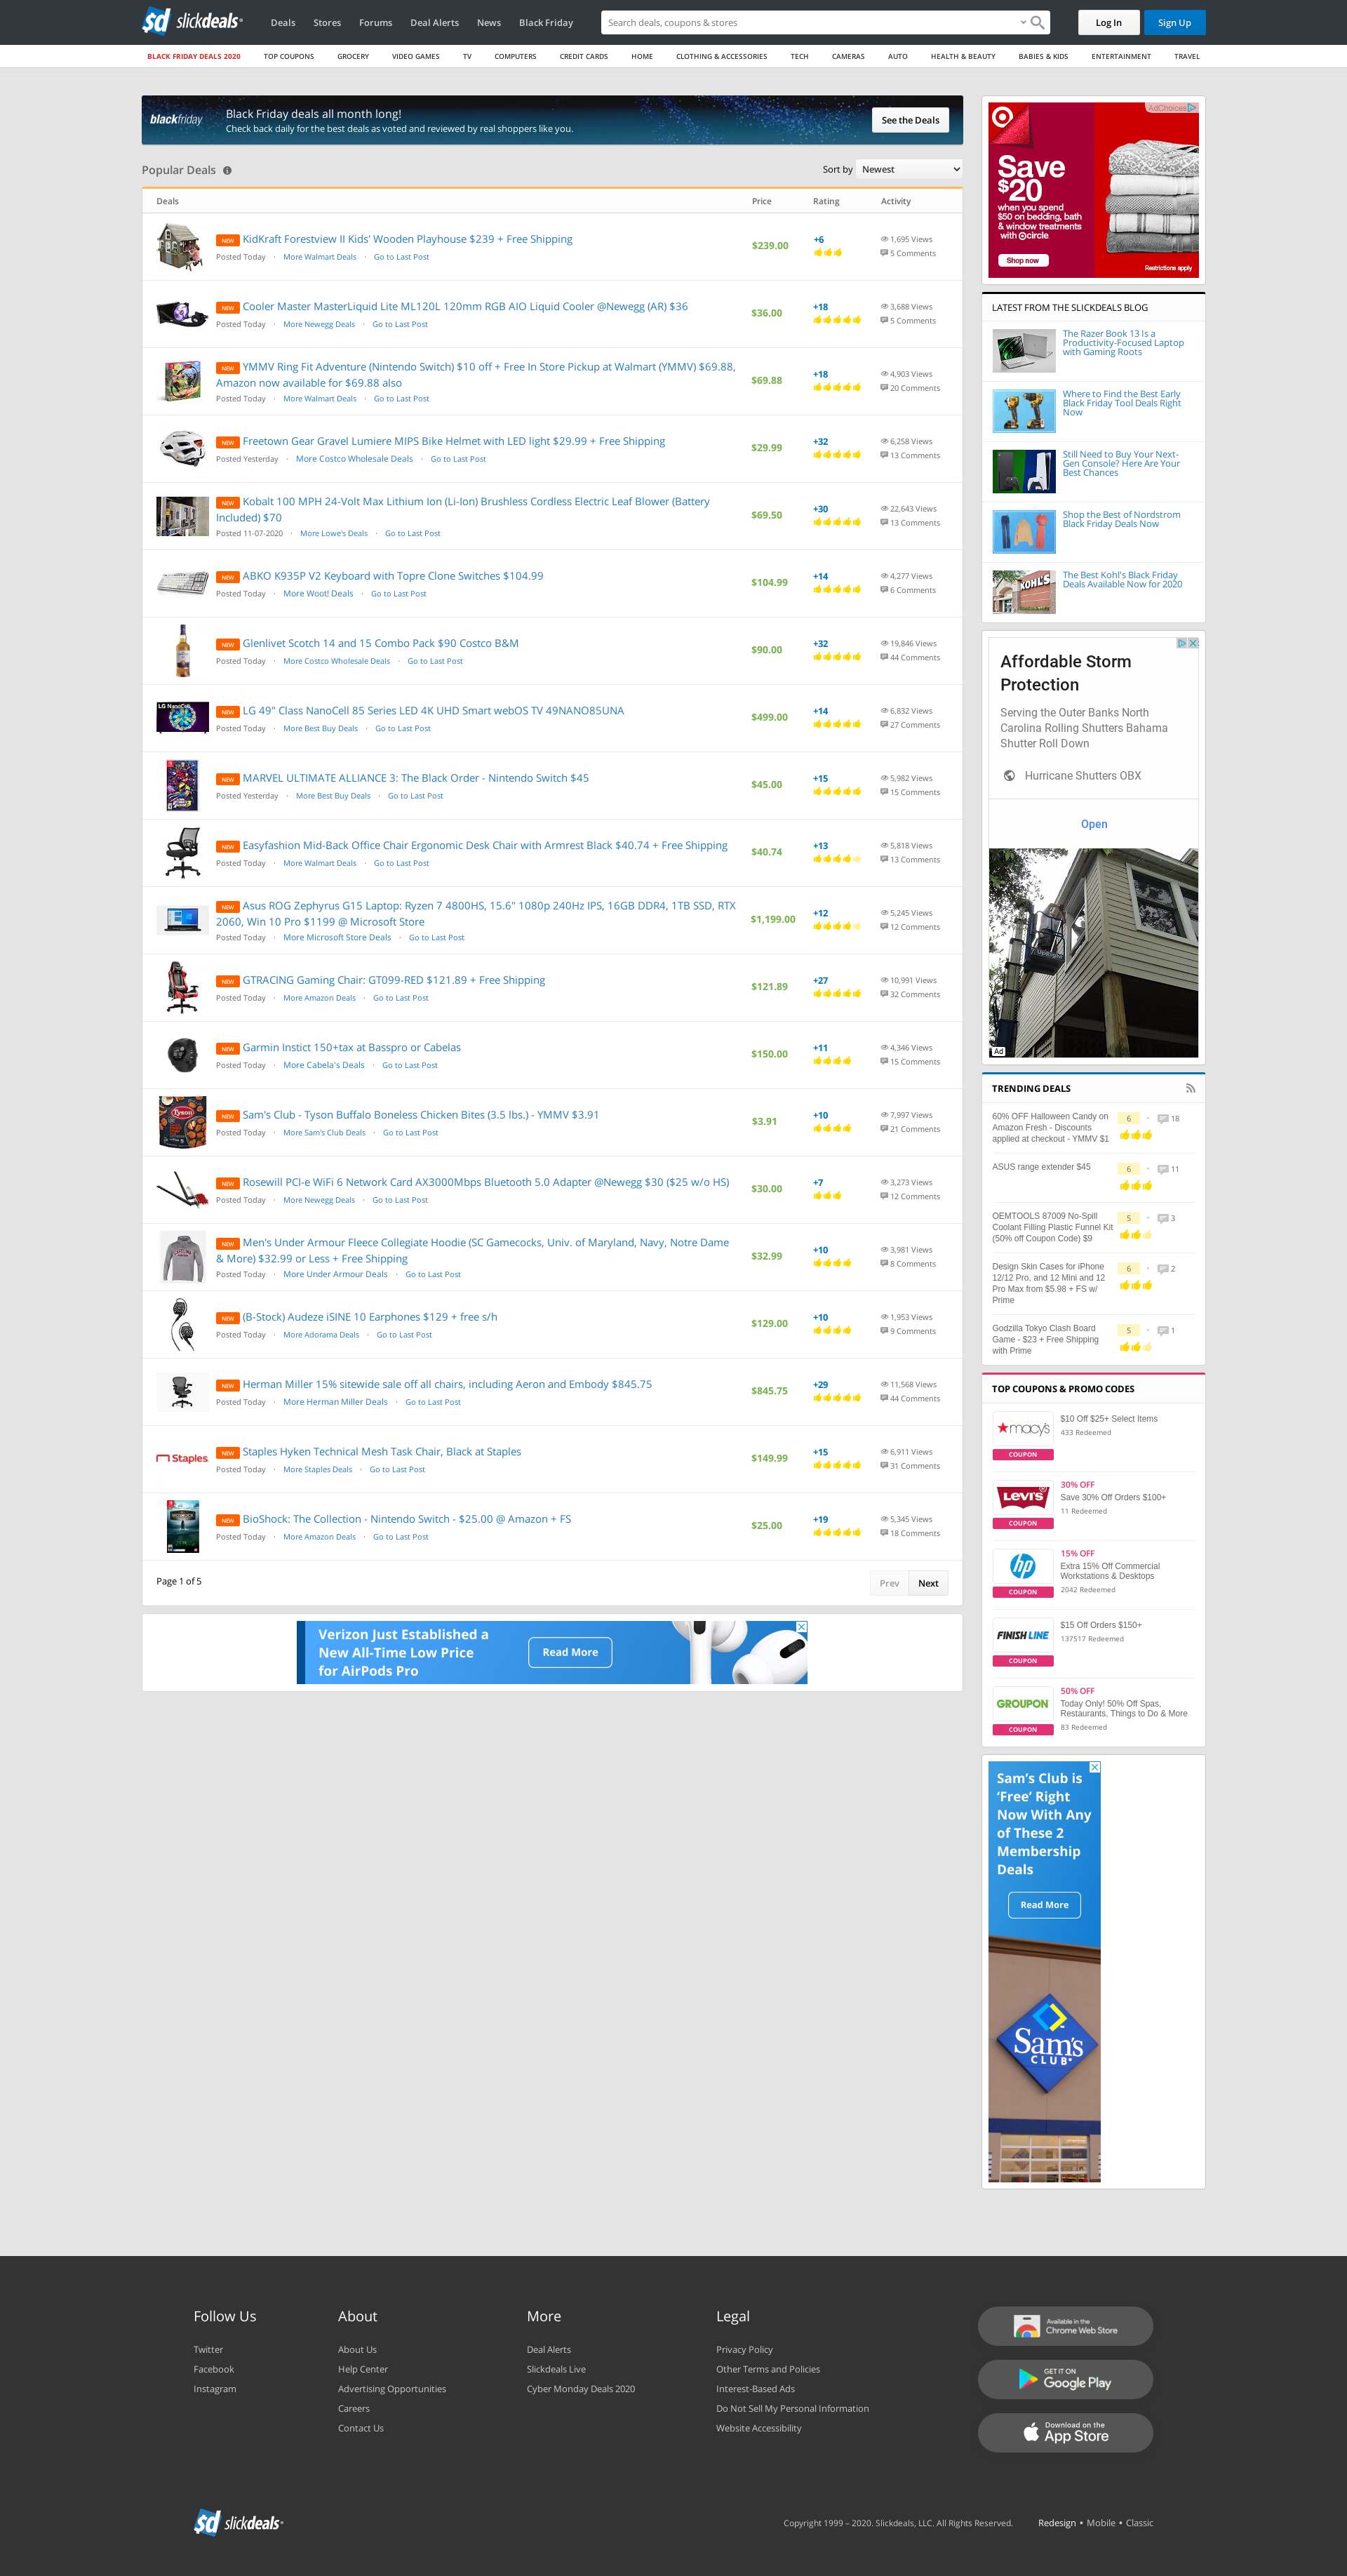 slickdeals
Deals
Stores
Forums
Deal Alerts
News
Black Friday
Search deals, coupons & stores
Log In
Sign Up
BLACK FRIDAY DEALS 2020
TOP COUPONS
GROCERY
VIDEO GAMES
TV
COMPUTERS
CREDIT CARDS
HOME
CLOTHING & ACCESSORIES
TECH
CAMERAS
AUTO
HEALTH & BEAUTY
BABIES & KIDS
ENTERTAINMENT
TRAVEL
blackfriday
Black Friday deals all month long!
Check back daily for the best deals as voted and reviewed by real shoppers like you.
See the Deals
Popular Deals
Sort by Newest
Deals Price Rating Activity
NEW KidKraft Forestview II Kids' Wooden Playhouse $239 + Free Shipping
Posted Today · More Walmart Deals · Go to Last Post
$239.00 +6 1,695 Views
5 Comments
NEW Cooler Master MasterLiquid Lite ML120L 120mm RGB AIO Liquid Cooler @Newegg (AR) $36
Posted Today · More Newegg Deals · Go to Last Post
$36.00 +18 3,688 Views
5 Comments
NEW YMMV Ring Fit Adventure (Nintendo Switch) $10 off + Free In Store Pickup at Walmart (YMMV) $69.88,
Amazon now available for $69.88 also
Posted Today · More Walmart Deals · Go to Last Post
$69.88 +18 4,903 Views
20 Comments
NEW Freetown Gear Gravel Lumiere MIPS Bike Helmet with LED light $29.99 + Free Shipping
Posted Yesterday · More Costco Wholesale Deals · Go to Last Post
$29.99 +32 6,258 Views
13 Comments
NEW Kobalt 100 MPH 24-Volt Max Lithium Ion (Li-Ion) Brushless Cordless Electric Leaf Blower (Battery
Included) $70
Posted 11-07-2020 · More Lowe's Deals · Go to Last Post
$69.50 +30 22,643 Views
13 Comments
NEW ABKO K935P V2 Keyboard with Topre Clone Switches $104.99
Posted Today · More Woot! Deals · Go to Last Post
$104.99 +14 4,277 Views
6 Comments
NEW Glenlivet Scotch 14 and 15 Combo Pack $90 Costco B&M
Posted Today · More Costco Wholesale Deals · Go to Last Post
$90.00 +32 19,846 Views
44 Comments
LG NanoCell
NEW LG 49" Class NanoCell 85 Series LED 4K UHD Smart webOS TV 49NANO85UNA
Posted Today · More Best Buy Deals · Go to Last Post
$499.00 +14 6,832 Views
27 Comments
NEW MARVEL ULTIMATE ALLIANCE 3: The Black Order - Nintendo Switch $45
Posted Yesterday · More Best Buy Deals · Go to Last Post
$45.00 +15 5,982 Views
15 Comments
NEW Easyfashion Mid-Back Office Chair Ergonomic Desk Chair with Armrest Black $40.74 + Free Shipping
Posted Today · More Walmart Deals · Go to Last Post
$40.74 +13 5,818 Views
13 Comments
NEW Asus ROG Zephyrus G15 Laptop: Ryzen 7 4800HS, 15.6" 1080p 240Hz IPS, 16GB DDR4, 1TB SSD, RTX
2060, Win 10 Pro $1199 @ Microsoft Store
Posted Today · More Microsoft Store Deals · Go to Last Post
$1,199.00 +12 5,245 Views
12 Comments
NEW GTRACING Gaming Chair: GT099-RED $121.89 + Free Shipping
Posted Today · More Amazon Deals · Go to Last Post
$121.89 +27 10,991 Views
32 Comments
NEW Garmin Instict 150+tax at Basspro or Cabelas
Posted Today · More Cabela's Deals · Go to Last Post
$150.00 +11 4,346 Views
15 Comments
Tyson
NEW Sam's Club - Tyson Buffalo Boneless Chicken Bites (3.5 lbs.) - YMMV $3.91
Posted Today · More Sam's Club Deals · Go to Last Post
$3.91 +10 7,997 Views
21 Comments
NEW Rosewill PCI-e WiFi 6 Network Card AX3000Mbps Bluetooth 5.0 Adapter @Newegg $30 ($25 w/o HS)
Posted Today · More Newegg Deals · Go to Last Post
$30.00 +7 3,273 Views
12 Comments
NEW Men's Under Armour Fleece Collegiate Hoodie (SC Gamecocks, Univ. of Maryland, Navy, Notre Dame
& More) $32.99 or Less + Free Shipping
Posted Today · More Under Armour Deals · Go to Last Post
$32.99 +10 3,981 Views
8 Comments
NEW (B-Stock) Audeze iSINE 10 Earphones $129 + free s/h
Posted Today · More Adorama Deals · Go to Last Post
$129.00 +10 1,953 Views
9 Comments
NEW Herman Miller 15% sitewide sale off all chairs, including Aeron and Embody $845.75
Posted Today · More Herman Miller Deals · Go to Last Post
$845.75 +29 11,568 Views
44 Comments
Staples
NEW Staples Hyken Technical Mesh Task Chair, Black at Staples
Posted Today · More Staples Deals · Go to Last Post
$149.99 +15 6,911 Views
31 Comments
NEW BioShock: The Collection - Nintendo Switch - $25.00 @ Amazon + FS
Posted Today · More Amazon Deals · Go to Last Post
$25.00 +19 5,345 Views
18 Comments
Page 1 of 5
Prev Next
Verizon Just Established a
New All-Time Low Price
for AirPods Pro
Read More
AdChoices
Save
$20
when you spend
$50 on bedding, bath
& window treatments
with circle
Shop now
Restrictions apply
LATEST FROM THE SLICKDEALS BLOG
The Razer Book 13 Is a
Productivity-Focused Laptop
with Gaming Roots
Where to Find the Best Early
Black Friday Tool Deals Right
Now
Still Need to Buy Your Next-
Gen Console? Here Are Your
Best Chances
Shop the Best of Nordstrom
Black Friday Deals Now
KOHL'S
The Best Kohl's Black Friday
Deals Available Now for 2020
Affordable Storm
Protection
Serving the Outer Banks North
Carolina Rolling Shutters Bahama
Shutter Roll Down
Hurricane Shutters OBX
Open
Ad
TRENDING DEALS
60% OFF Halloween Candy on
Amazon Fresh - Discounts
applied at checkout - YMMV $1
6 · 18
ASUS range extender $45
6 · 11
OEMTOOLS 87009 No-Spill
Coolant Filling Plastic Funnel Kit
(50% off Coupon Code) $9
5 · 3
Design Skin Cases for iPhone
12/12 Pro, and 12 Mini and 12
Pro Max from $5.98 + FS w/
Prime
6 · 2
Godzilla Tokyo Clash Board
Game - $23 + Free Shipping
with Prime
5 · 1
TOP COUPONS & PROMO CODES
macy's
COUPON
$10 Off $25+ Select Items
433 Redeemed
LEVI'S
COUPON
30% OFF
Save 30% Off Orders $100+
11 Redeemed
hp
COUPON
15% OFF
Extra 15% Off Commercial
Workstations & Desktops
2042 Redeemed
FINISH LINE
COUPON
$15 Off Orders $150+
137517 Redeemed
GROUPON
COUPON
50% OFF
Today Only! 50% Off Spas,
Restaurants, Things to Do & More
83 Redeemed
Sam's Club is
'Free' Right
Now With Any
of These 2
Membership
Deals
Read More
Sam's
CLUB
Follow Us
Twitter
Facebook
Instagram
About
About Us
Help Center
Advertising Opportunities
Careers
Contact Us
More
Deal Alerts
Slickdeals Live
Cyber Monday Deals 2020
Legal
Privacy Policy
Other Terms and Policies
Interest-Based Ads
Do Not Sell My Personal Information
Website Accessibility
Available in the
Chrome Web Store
GET IT ON
Google Play
Download on the
App Store
slickdeals
Copyright 1999 – 2020. Slickdeals, LLC. All Rights Reserved.
Redesign • Mobile • Classic